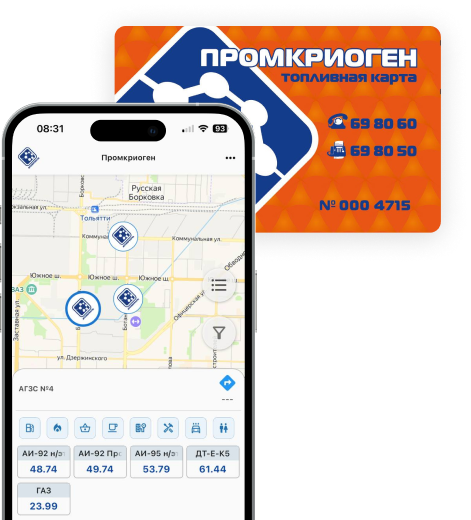 ПРОМКРИОГЕН
топливная карта
69 80 60
69 80 50
№ 000 4715
08:31
93
Промкриоген
•••
Русская
Борковка
Тольятти
Коммунальная ул.
Южное ш.
Южное ш.
Южное ш.
Заставная ул.
Офицерская ул.
ул. Дзержинского
АГЗС №4
---
АИ-92 н/э
АИ-92 Пр
АИ-95 н/э
ДТ-Е-К5
48.74
49.74
53.79
61.44
ГАЗ
23.99